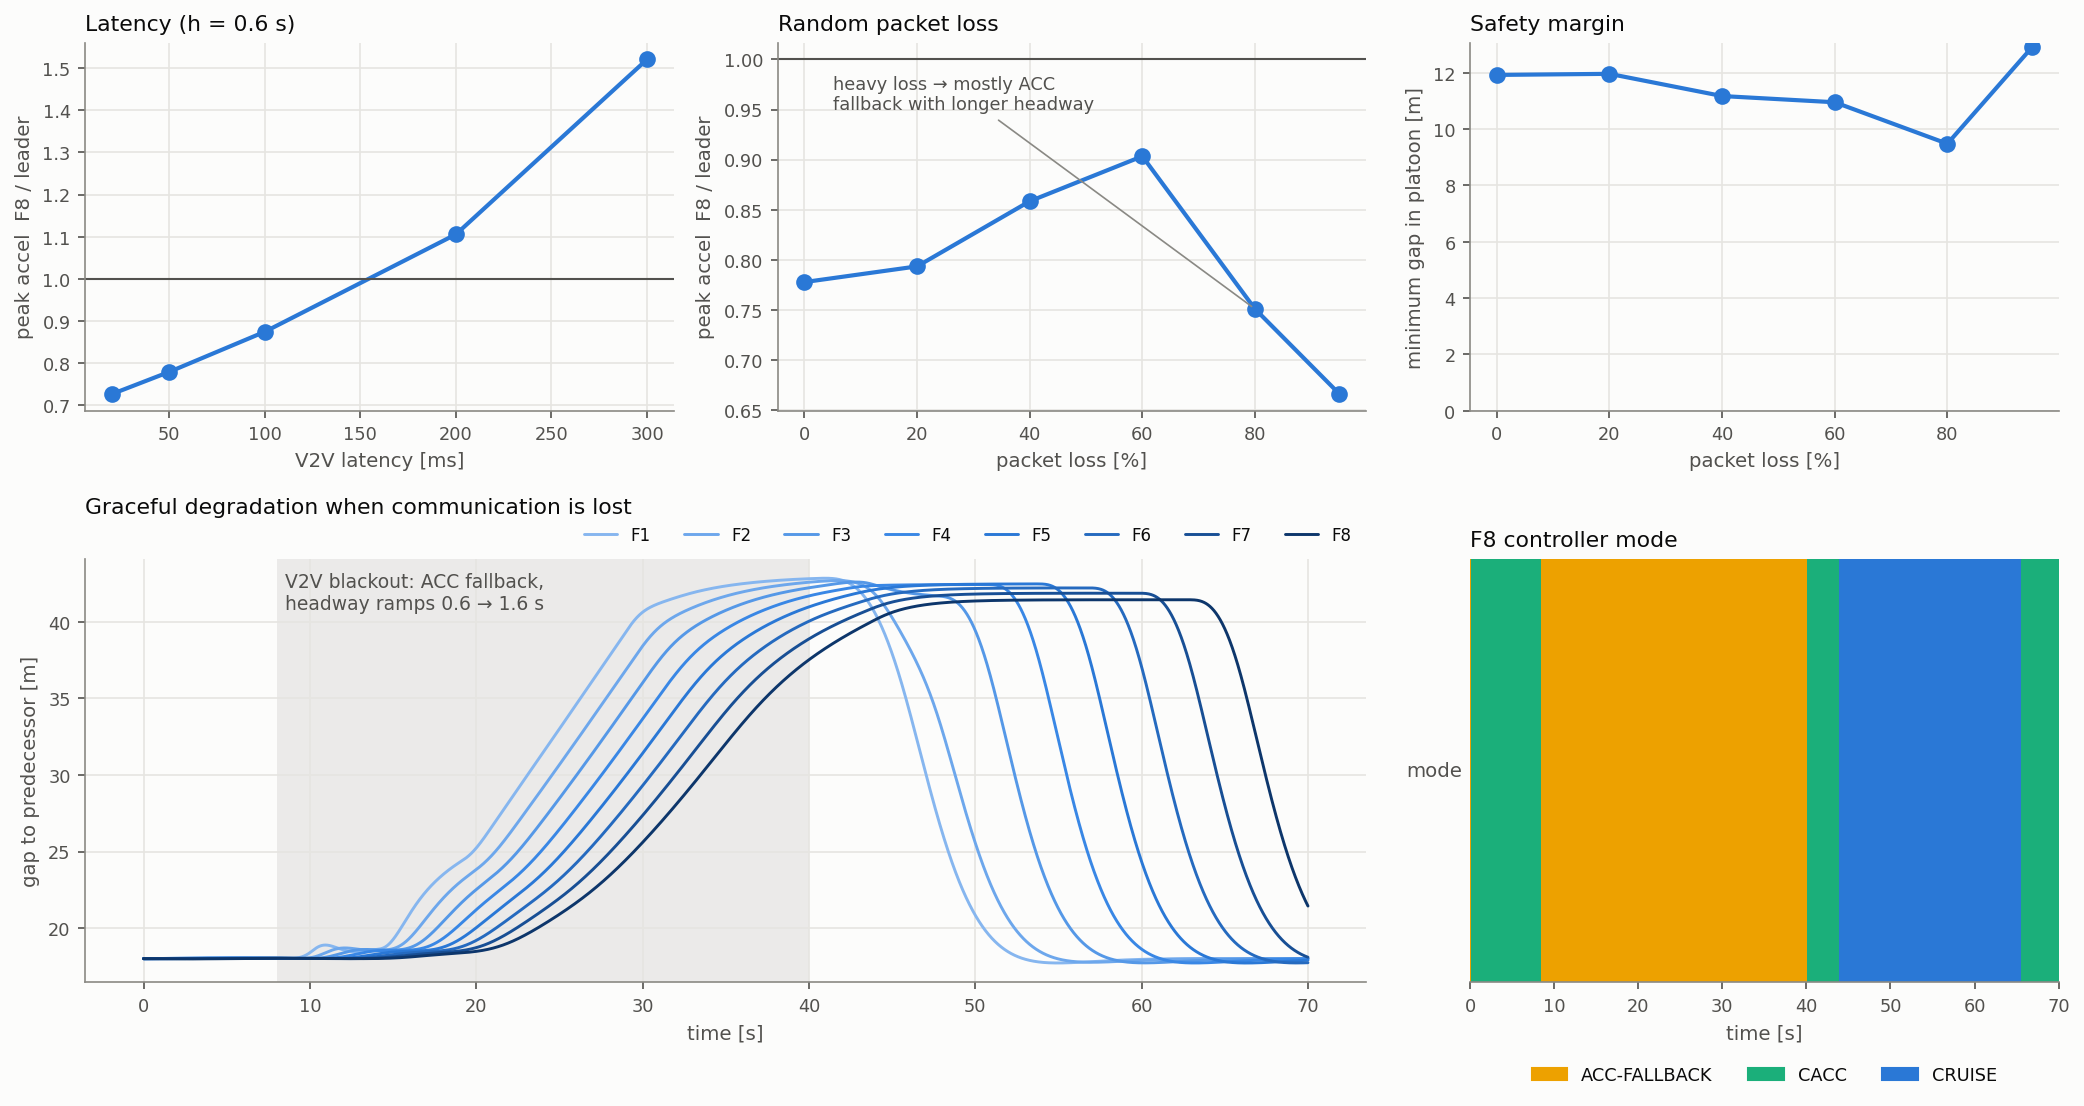 Latency (h = 0.6 s)
peak accel F8 / leader
1.5
1.4
1.3
1.2
1.1
1.0
0.9
0.8
0.7
50 100 150 200 250 300
V2V latency [ms]
Random packet loss
peak accel F8 / leader
1.00
0.95
0.90
0.85
0.80
0.75
0.70
0.65
heavy loss → mostly ACC
fallback with longer headway
0 20 40 60 80
packet loss [%]
Safety margin
minimum gap in platoon [m]
12
10
8
6
4
2
0
0 20 40 60 80
packet loss [%]
Graceful degradation when communication is lost
F1 F2 F3 F4 F5 F6 F7 F8
V2V blackout: ACC fallback,
headway ramps 0.6 → 1.6 s
gap to predecessor [m]
40
35
30
25
20
0 10 20 30 40 50 60 70
time [s]
F8 controller mode
mode
0 10 20 30 40 50 60 70
time [s]
ACC-FALLBACK CACC CRUISE